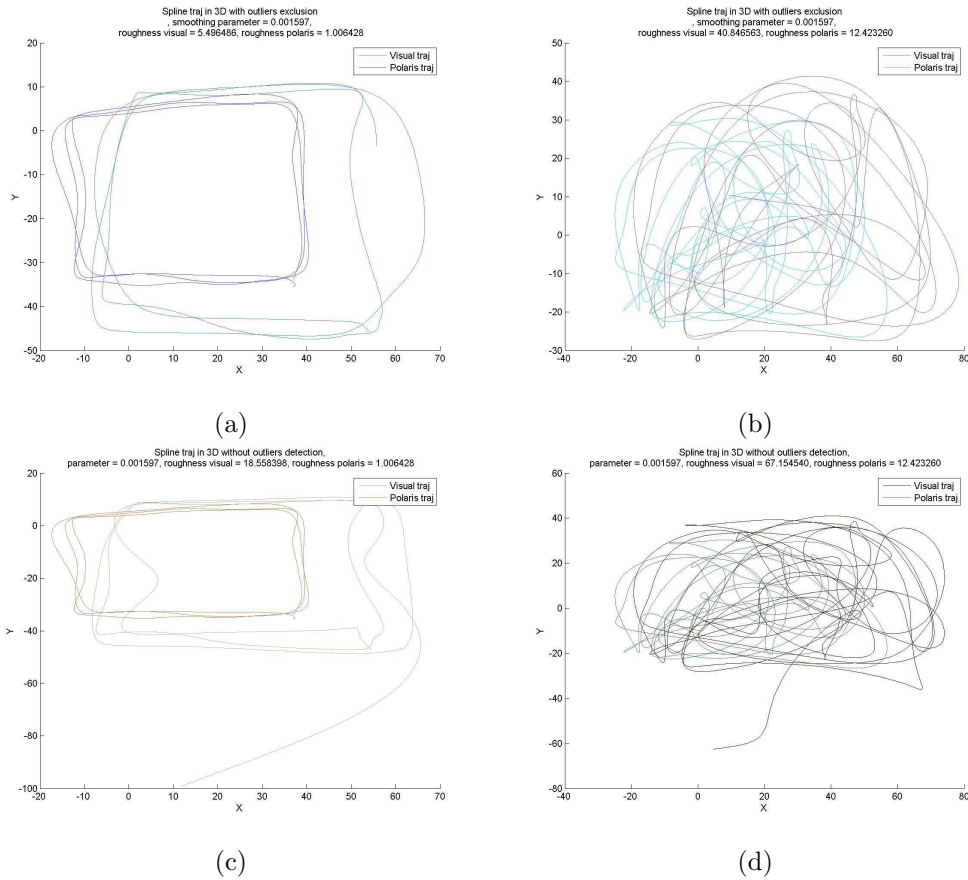 Spline traj in 3D with outliers exclusion
, smoothing parameter = 0.001597,
roughness visual = 5.496486, roughness polaris = 1.006428
20
10
0
-10
-20
-30
-40
-50
Y
-20 -10 0 10 20 30 40 50 60 70
X
Visual traj
Polaris traj
(a)
Spline traj in 3D with outliers exclusion
, smoothing parameter = 0.001597,
roughness visual = 40.846563, roughness polaris = 12.423260
50
40
30
20
10
0
-10
-20
-30
Y
-40 -20 0 20 40 60 80
X
Visual traj
Polaris traj
(b)
Spline traj in 3D without outliers detection,
parameter = 0.001597, roughness visual = 18.558398, roughness polaris = 1.006428
20
0
-20
-40
-60
-80
-100
Y
-20 -10 0 10 20 30 40 50 60 70
X
Visual traj
Polaris traj
(c)
Spline traj in 3D without outliers detection,
parameter = 0.001597, roughness visual = 67.154540, roughness polaris = 12.423260
60
40
20
0
-20
-40
-60
-80
Y
-40 -20 0 20 40 60 80
X
Visual traj
Polaris traj
(d)